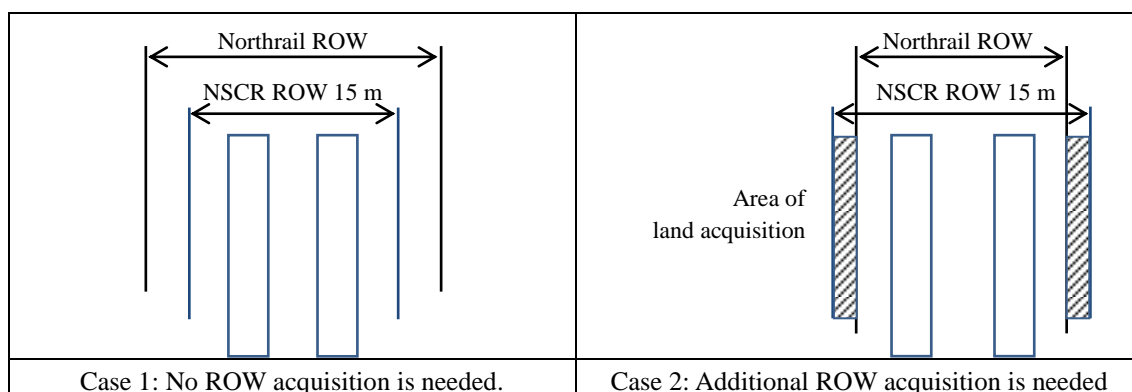 Northrail ROW
NSCR ROW 15 m
Case 1: No ROW acquisition is needed.
Northrail ROW
NSCR ROW 15 m
Area of
land acquisition
Case 2: Additional ROW acquisition is needed